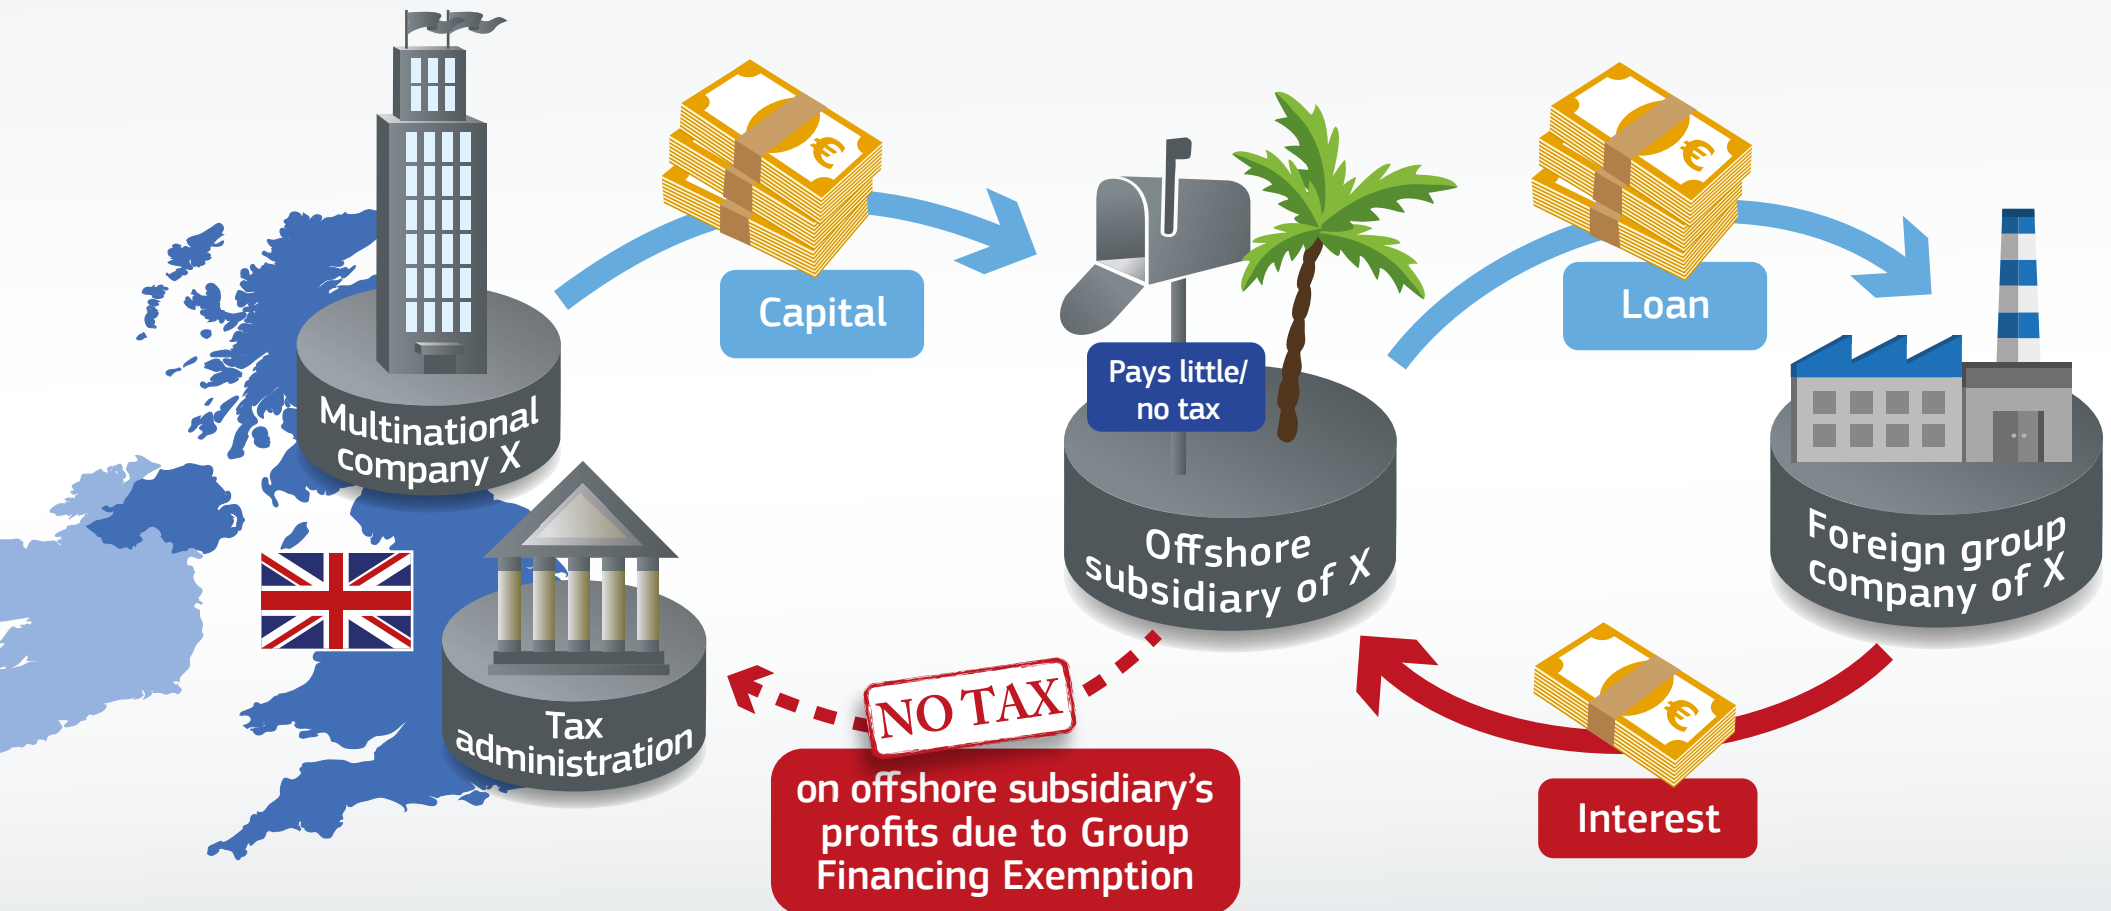 Multinational
company X
Capital
Pays little/
no tax
Offshore
subsidiary of X
Loan
Foreign group
company of X
Interest
NO TAX
on offshore subsidiary’s
profits due to Group
Financing Exemption
Tax
administration
€
€
€